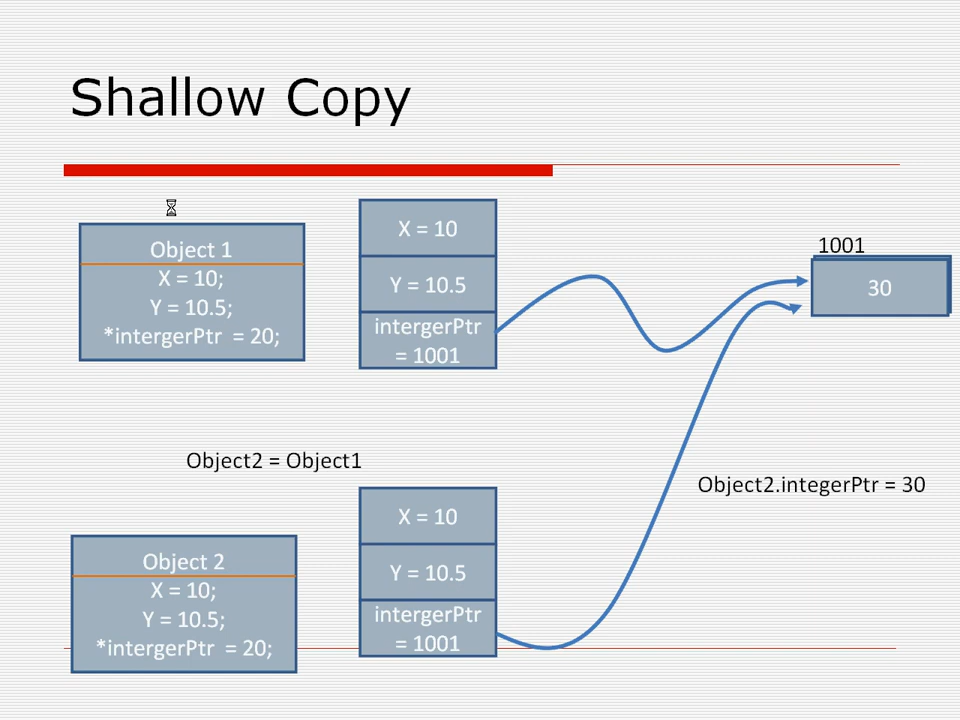 Shallow Copy
Object 1
X = 10;
Y = 10.5;
*intergerPtr = 20;
X = 10
Y = 10.5
intergerPtr
= 1001
1001
30
Object2 = Object1
Object2.integerPtr = 30
Object 2
X = 10;
Y = 10.5;
*intergerPtr = 20;
X = 10
Y = 10.5
intergerPtr
= 1001